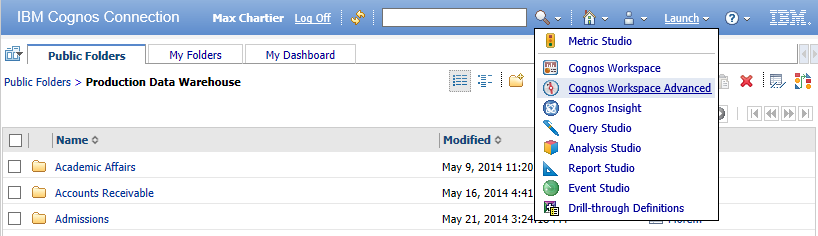 IBM Cognos Connection
Max Chartier
Log Off
Launch
IBM
Public Folders
My Folders
My Dashboard
Public Folders > Production Data Warehouse
Metric Studio
Cognos Workspace
Cognos Workspace Advanced
Cognos Insight
Query Studio
Analysis Studio
Report Studio
Event Studio
Drill-through Definitions
Name
Modified
Academic Affairs
May 9, 2014 11:20
Accounts Receivable
May 16, 2014 4:41
Admissions
May 21, 2014 3:24